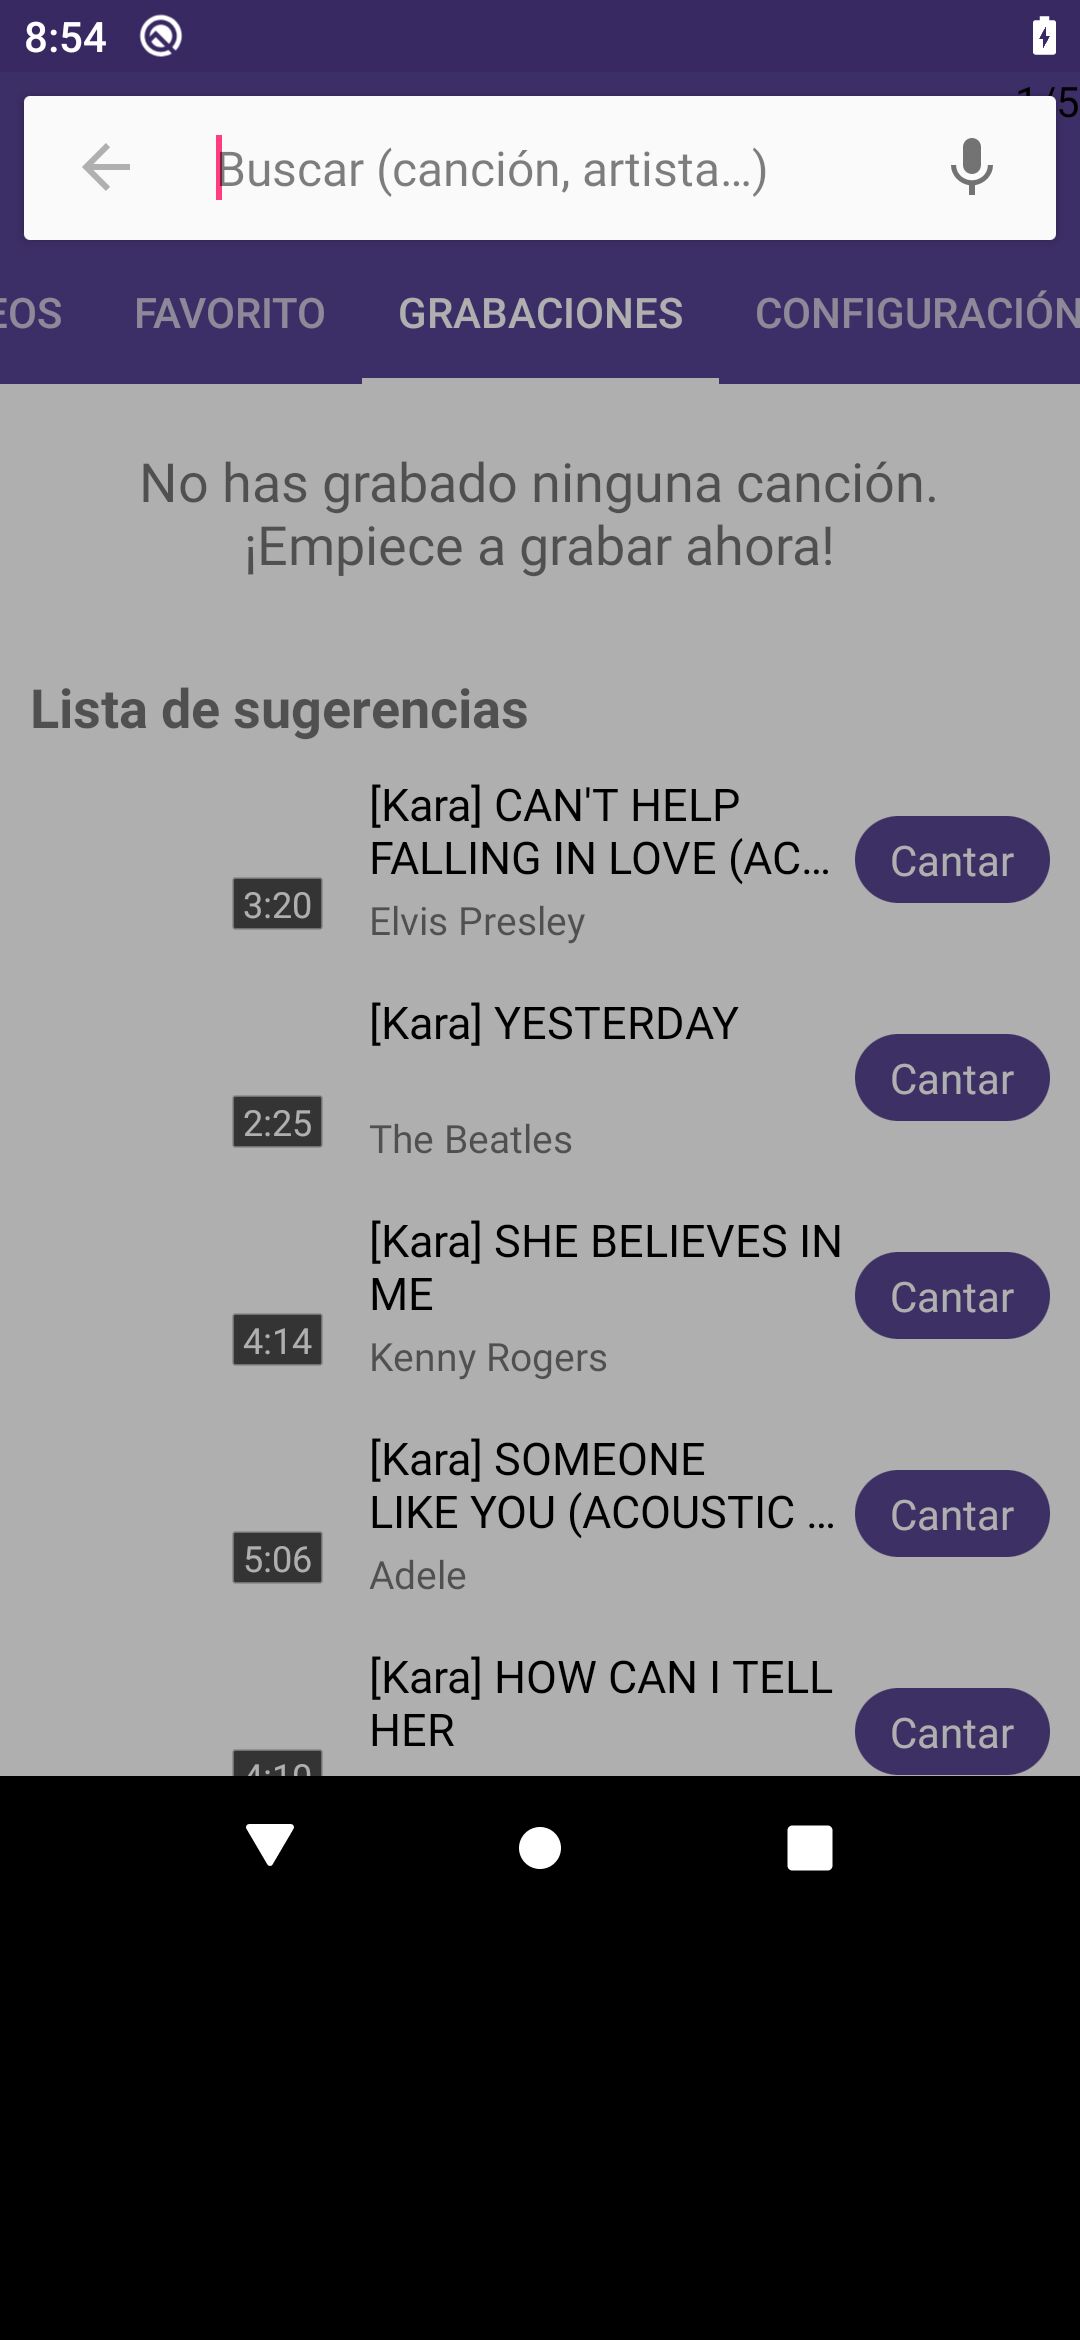 8:54
1/5
Buscar (canción, artista…)
EOS
FAVORITO
GRABACIONES
CONFIGURACIÓN
No has grabado ninguna canción.
¡Empiece a grabar ahora!
Lista de sugerencias
[Kara] CAN'T HELP
FALLING IN LOVE (AC…
3:20
Elvis Presley
Cantar
[Kara] YESTERDAY
2:25
The Beatles
Cantar
[Kara] SHE BELIEVES IN
ME
4:14
Kenny Rogers
Cantar
[Kara] SOMEONE
LIKE YOU (ACOUSTIC …
5:06
Adele
Cantar
[Kara] HOW CAN I TELL
HER
Cantar